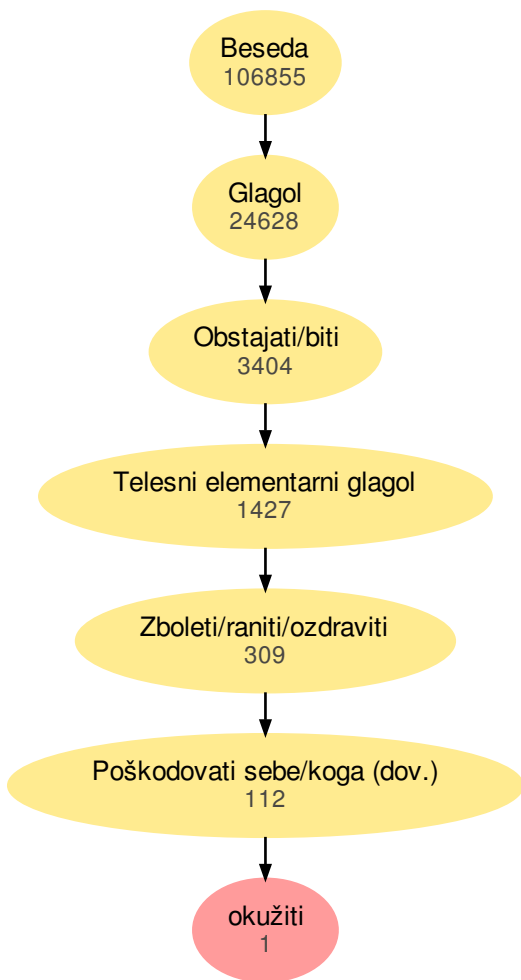 Beseda
106855
Glagol
24628
Obstajati/biti
3404
Telesni elementarni glagol
1427
Zboleti/raniti/ozdraviti
309
Poškodovati sebe/koga (dov.)
112
okužiti
1